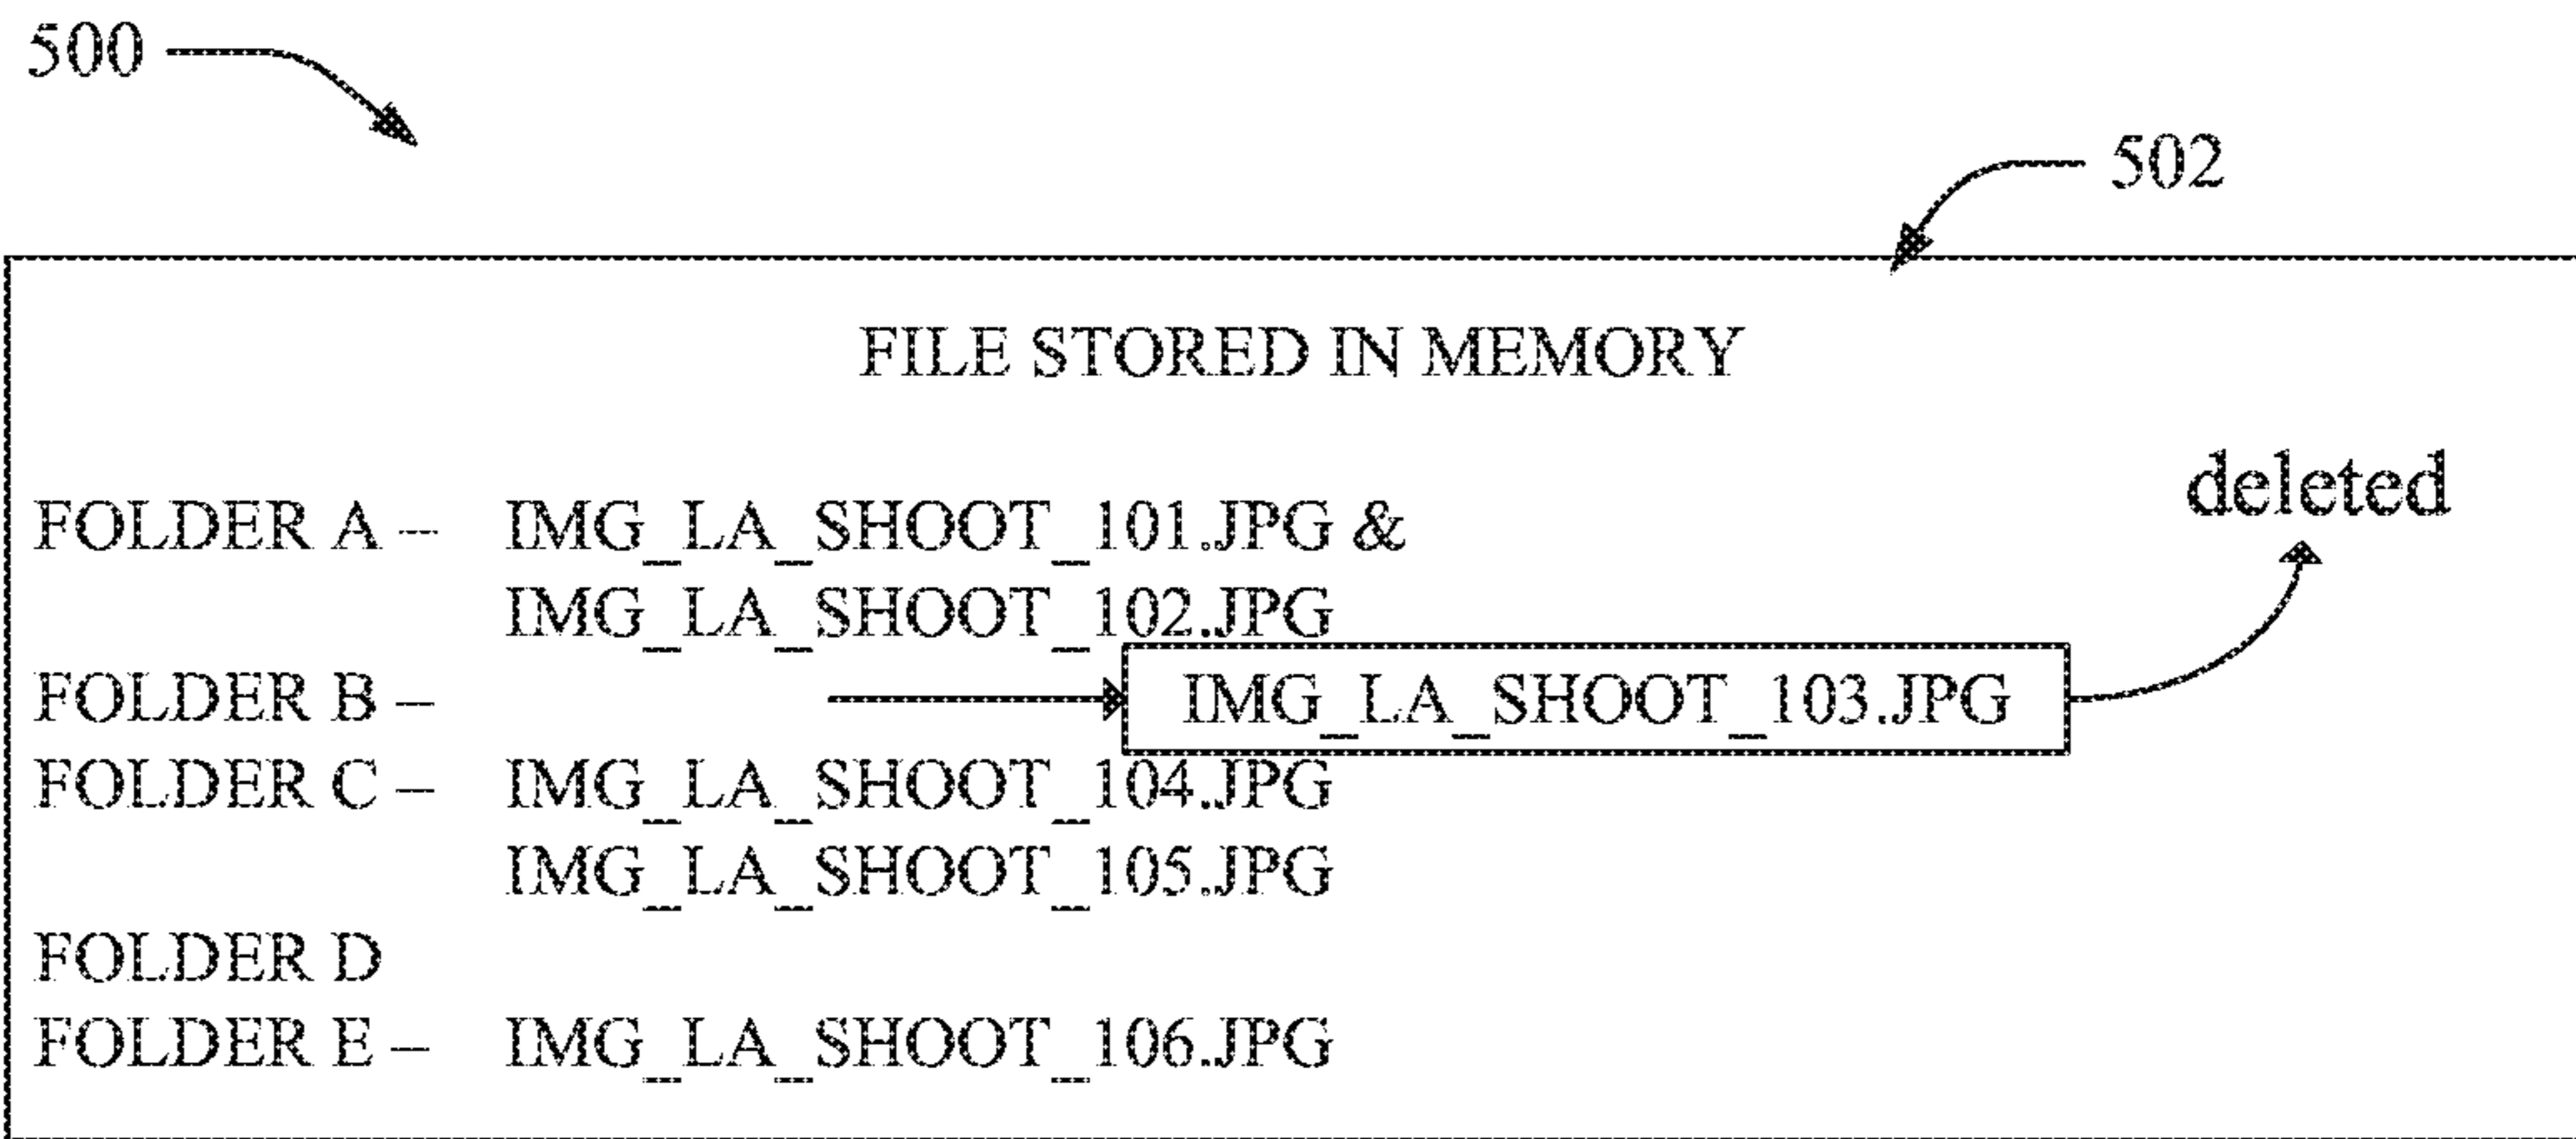 500
502
FILE STORED IN MEMORY
deleted
FOLDER A – IMG_LA_SHOOT_101.JPG &
IMG_LA_SHOOT_102.JPG
FOLDER B – IMG_LA_SHOOT_103.JPG
FOLDER C – IMG_LA_SHOOT_104.JPG
IMG_LA_SHOOT_105.JPG
FOLDER D
FOLDER E – IMG_LA_SHOOT_106.JPG